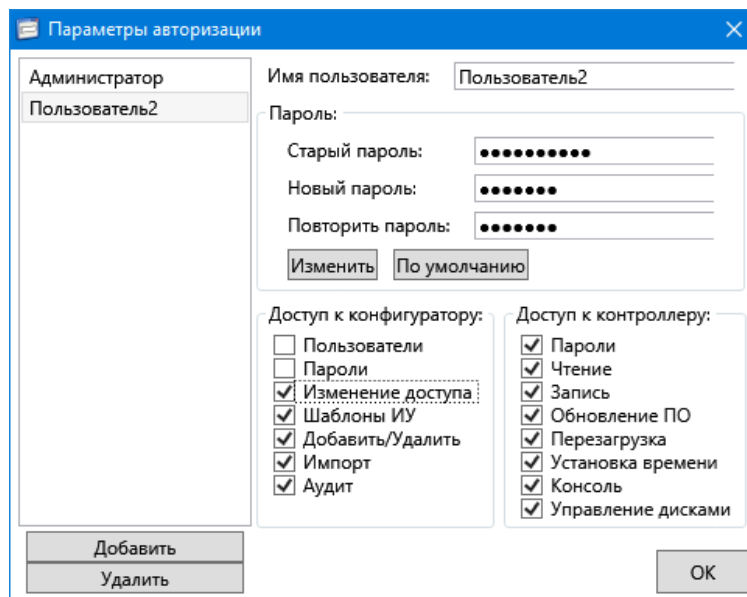 Параметры авторизации
Администратор
Пользователь2
Имя пользователя: Пользователь2
Пароль:
Старый пароль: ●●●●●●●●●●
Новый пароль: ●●●●●●●
Повторить пароль: ●●●●●●●
Изменить По умолчанию
Доступ к конфигуратору:
Пользователи
Пароли
Изменение доступа
Шаблоны ИУ
Добавить/Удалить
Импорт
Аудит
Доступ к контроллеру:
Пароли
Чтение
Запись
Обновление ПО
Перезагрузка
Установка времени
Консоль
Управление дисками
Добавить
Удалить
ОК